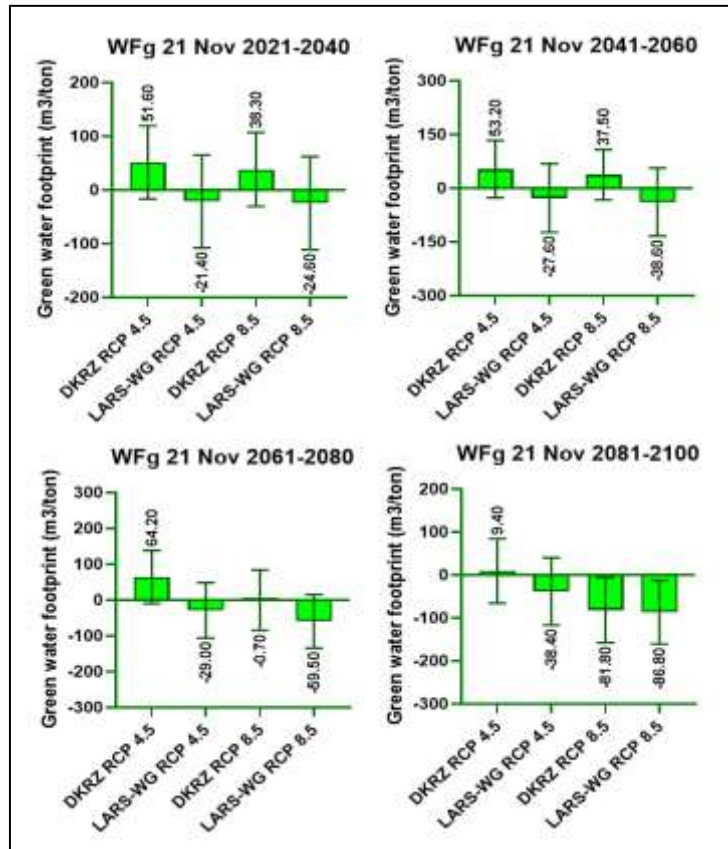 WFg 21 Nov 2021-2040
Green water footprint (m3/ton)
200
100
0
-100
-200
51.60
-21.40
38.30
-24.60
DKRZ RCP 4.5
LARS-WG RCP 4.5
DKRZ RCP 8.5
LARS-WG RCP 8.5
WFg 21 Nov 2041-2060
Green water footprint (m3/ton)
300
150
0
-150
-300
53.20
-27.60
37.50
-38.60
DKRZ RCP 4.5
LARS-WG RCP 4.5
DKRZ RCP 8.5
LARS-WG RCP 8.5
WFg 21 Nov 2061-2080
Green water footprint (m3/ton)
300
200
100
0
-100
-200
-300
64.20
-29.00
-0.70
-59.50
DKRZ RCP 4.5
LARS-WG RCP 4.5
DKRZ RCP 8.5
LARS-WG RCP 8.5
WFg 21 Nov 2081-2100
Green water footprint (m3/ton)
200
100
0
-100
-200
-300
9.40
-38.40
-81.80
-86.80
DKRZ RCP 4.5
LARS-WG RCP 4.5
DKRZ RCP 8.5
LARS-WG RCP 8.5